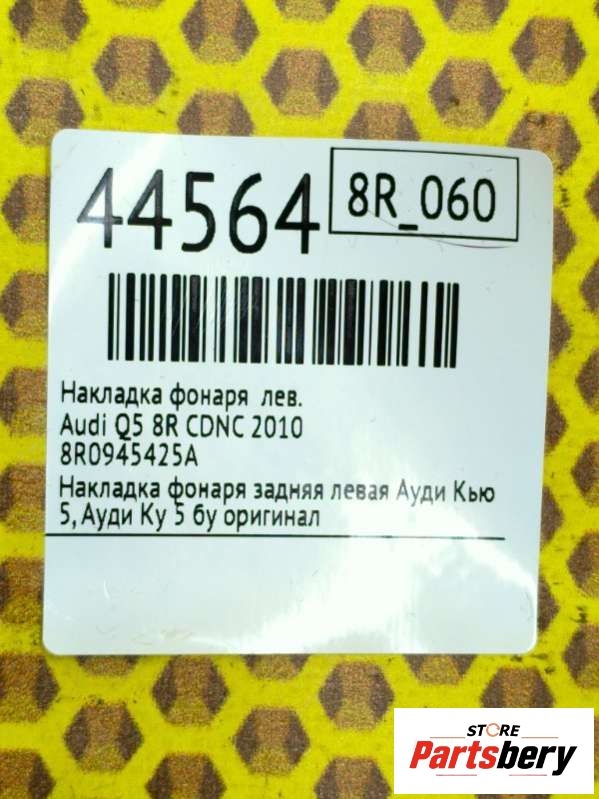 44564
8R_060
Накладка фонаря лев.
Audi Q5 8R CDNC 2010
8R0945425A
Накладка фонаря задняя левая Ауди Кью
5, Ауди Ку 5 бу оригинал
STORE
Partsbery